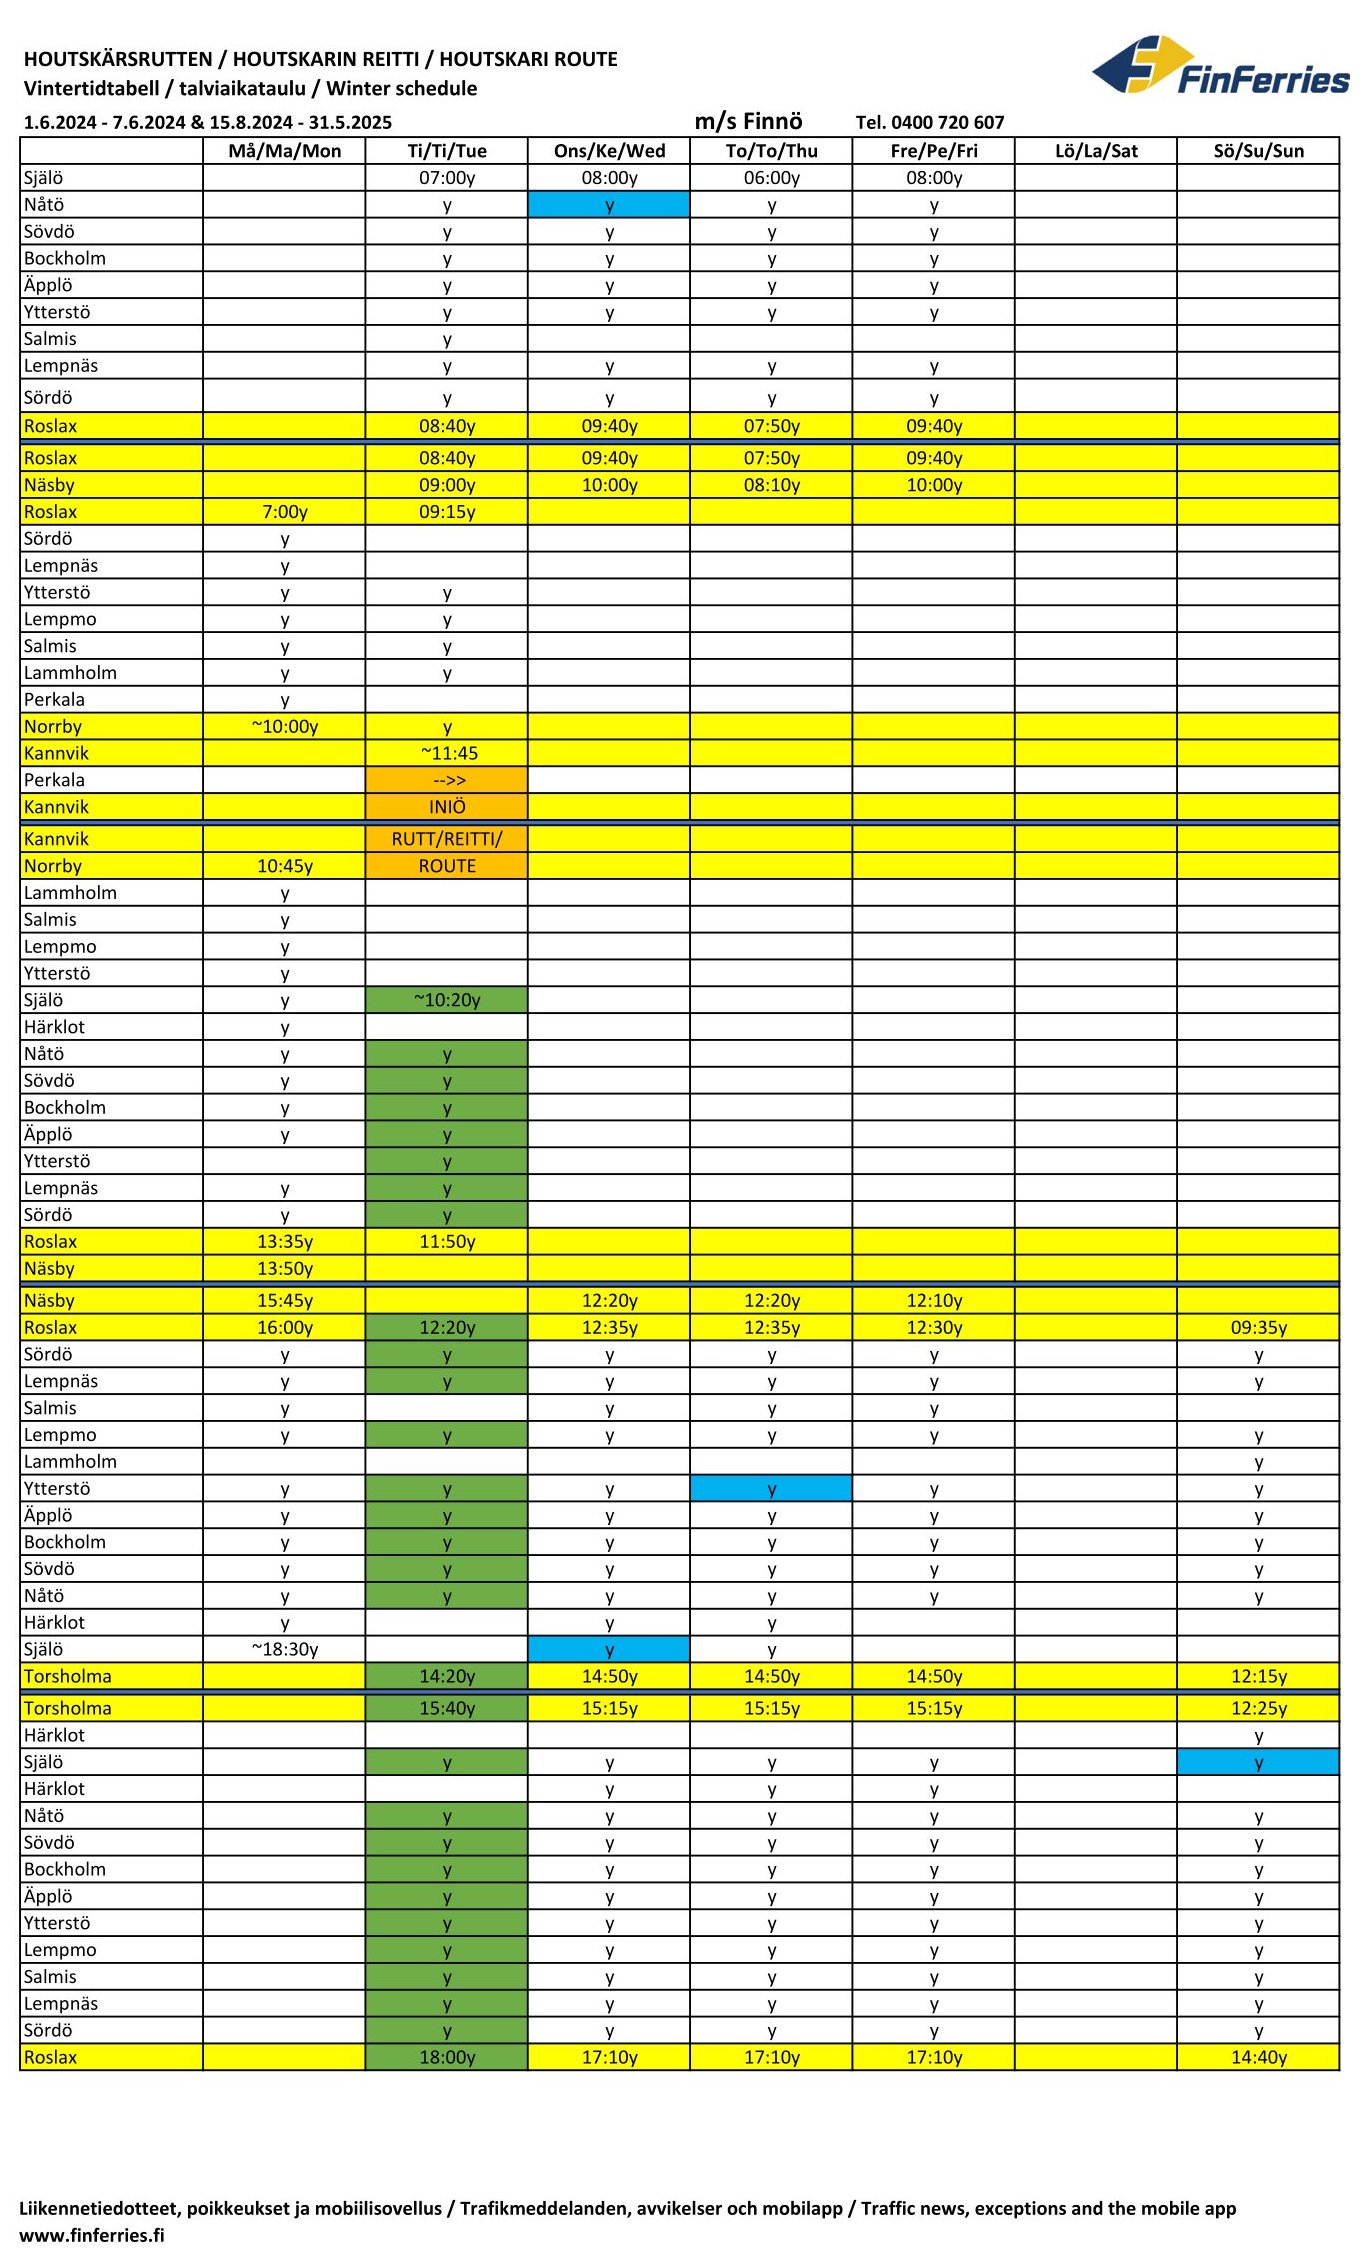 HOUTSKÄRSRUTTEN / HOUTSKARIN REITTI / HOUTSKARI ROUTE
FinFerries
Vintertidtabell / talviaikataulu / Winter schedule
1.6.2024 - 7.6.2024 & 15.8.2024 - 31.5.2025 m/s Finnö Tel. 0400 720 607
Må/Ma/Mon Ti/Ti/Tue Ons/Ke/Wed To/To/Thu Fre/Pe/Fri Lö/La/Sat Sö/Su/Sun
Själö 07:00y 08:00y 06:00y 08:00y
Nåtö y y y y
Sövdö y y y y
Bockholm y y y y
Äpplö y y y y
Ytterstö y y y y
Salmis y
Lempnäs y y y y
Sördö y y y y
Roslax 08:40y 09:40y 07:50y 09:40y
Roslax 08:40y 09:40y 07:50y 09:40y
Näsby 09:00y 10:00y 08:10y 10:00y
Roslax 7:00y 09:15y
Sördö y
Lempnäs y
Ytterstö y y
Lempmo y y
Salmis y y
Lammholm y y
Perkala y
Norrby ~10:00y y
Kannvik ~11:45
Perkala -->>
Kannvik INIÖ
Kannvik RUTT/REITTI/
Norrby 10:45y ROUTE
Lammholm y
Salmis y
Lempmo y
Ytterstö y
Själö y ~10:20y
Härklot y
Nåtö y y
Sövdö y y
Bockholm y y
Äpplö y y
Ytterstö y
Lempnäs y y
Sördö y y
Roslax 13:35y 11:50y
Näsby 13:50y
Näsby 15:45y 12:20y 12:20y 12:10y
Roslax 16:00y 12:20y 12:35y 12:35y 12:30y 09:35y
Sördö y y y y y y
Lempnäs y y y y y y
Salmis y y y y
Lempmo y y y y y y
Lammholm y
Ytterstö y y y y y y
Äpplö y y y y y y
Bockholm y y y y y y
Sövdö y y y y y y
Nåtö y y y y y y
Härklot y y y
Själö ~18:30y y y
Torsholma 14:20y 14:50y 14:50y 14:50y 12:15y
Torsholma 15:40y 15:15y 15:15y 15:15y 12:25y
Härklot y
Själö y y y y y
Härklot y y y
Nåtö y y y y y
Sövdö y y y y y
Bockholm y y y y y
Äpplö y y y y y
Ytterstö y y y y y
Lempmo y y y y y
Salmis y y y y y
Lempnäs y y y y y
Sördö y y y y y
Roslax 18:00y 17:10y 17:10y 17:10y 14:40y
Liikennetiedotteet, poikkeukset ja mobiilisovellus / Trafikmeddelanden, avvikelser och mobilapp / Traffic news, exceptions and the mobile app
www.finferries.fi